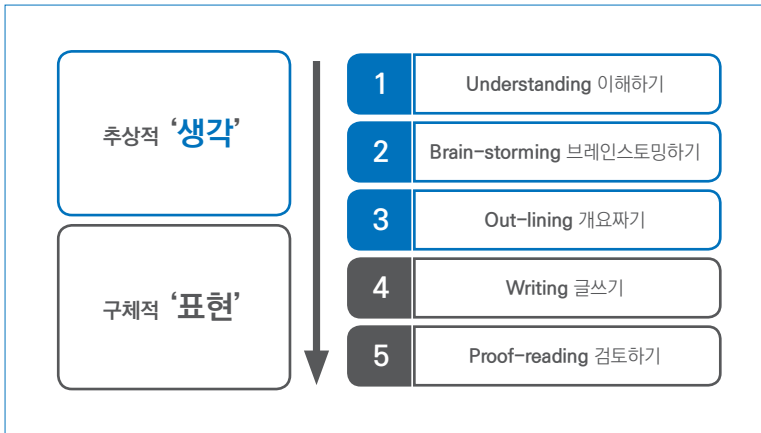 추상적 ‘생각’
구체적 ‘표현’
1 Understanding 이해하기
2 Brain-storming 브레인스토밍하기
3 Out-lining 개요짜기
4 Writing 글쓰기
5 Proof-reading 검토하기